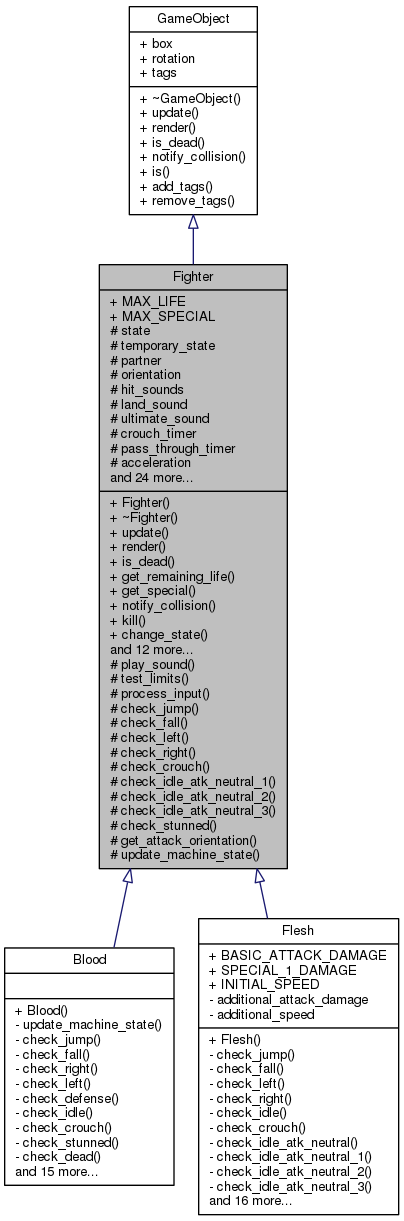 GameObject
+ box
+ rotation
+ tags
+ ~GameObject()
+ update()
+ render()
+ is_dead()
+ notify_collision()
+ is()
+ add_tags()
+ remove_tags()
Fighter
+ MAX_LIFE
+ MAX_SPECIAL
# state
# temporary_state
# partner
# orientation
# hit_sounds
# land_sound
# ultimate_sound
# crouch_timer
# pass_through_timer
# acceleration
and 24 more...
+ Fighter()
+ ~Fighter()
+ update()
+ render()
+ is_dead()
+ get_remaining_life()
+ get_special()
+ notify_collision()
+ kill()
+ change_state()
and 12 more...
# play_sound()
# test_limits()
# process_input()
# check_jump()
# check_fall()
# check_left()
# check_right()
# check_crouch()
# check_idle_atk_neutral_1()
# check_idle_atk_neutral_2()
# check_idle_atk_neutral_3()
# check_stunned()
# get_attack_orientation()
# update_machine_state()
Blood
+ Blood()
- update_machine_state()
- check_jump()
- check_fall()
- check_right()
- check_left()
- check_defense()
- check_idle()
- check_crouch()
- check_stunned()
- check_dead()
and 15 more...
Flesh
+ BASIC_ATTACK_DAMAGE
+ SPECIAL_1_DAMAGE
+ INITIAL_SPEED
- additional_attack_damage
- additional_speed
+ Flesh()
- check_jump()
- check_fall()
- check_left()
- check_right()
- check_idle()
- check_crouch()
- check_idle_atk_neutral()
- check_idle_atk_neutral_1()
- check_idle_atk_neutral_2()
- check_idle_atk_neutral_3()
and 16 more...